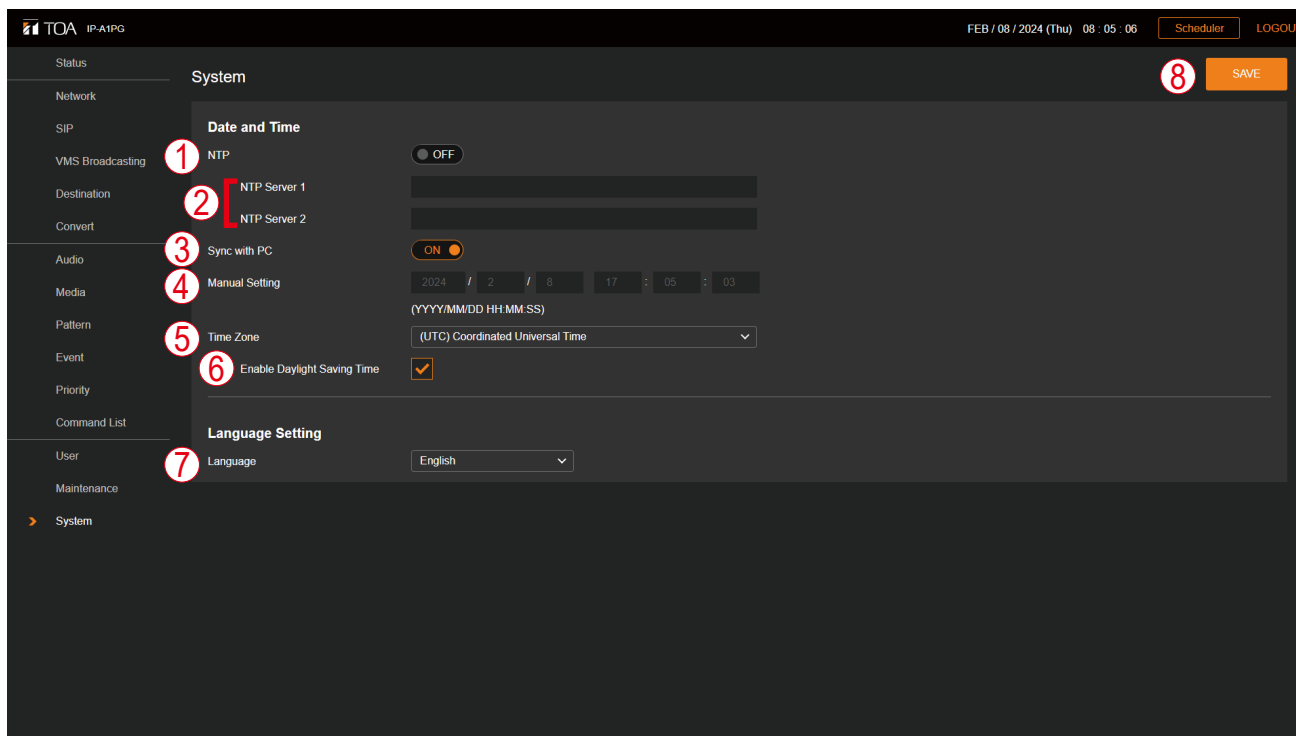 TOA IP-A1PG FEB / 08 / 2024 (Thu) 08 : 05 : 06 Scheduler LOGOU
Status
Network
SIP
VMS Broadcasting
Destination
Convert
Audio
Media
Pattern
Event
Priority
Command List
User
Maintenance
System
System
8 SAVE
Date and Time
1 NTP OFF
2
NTP Server 1
NTP Server 2
3 Sync with PC ON
4 Manual Setting 2024 / 2 / 8 17 : 05 : 03
(YYYY/MM/DD HH:MM:SS)
5 Time Zone (UTC) Coordinated Universal Time
6 Enable Daylight Saving Time
Language Setting
7 Language English